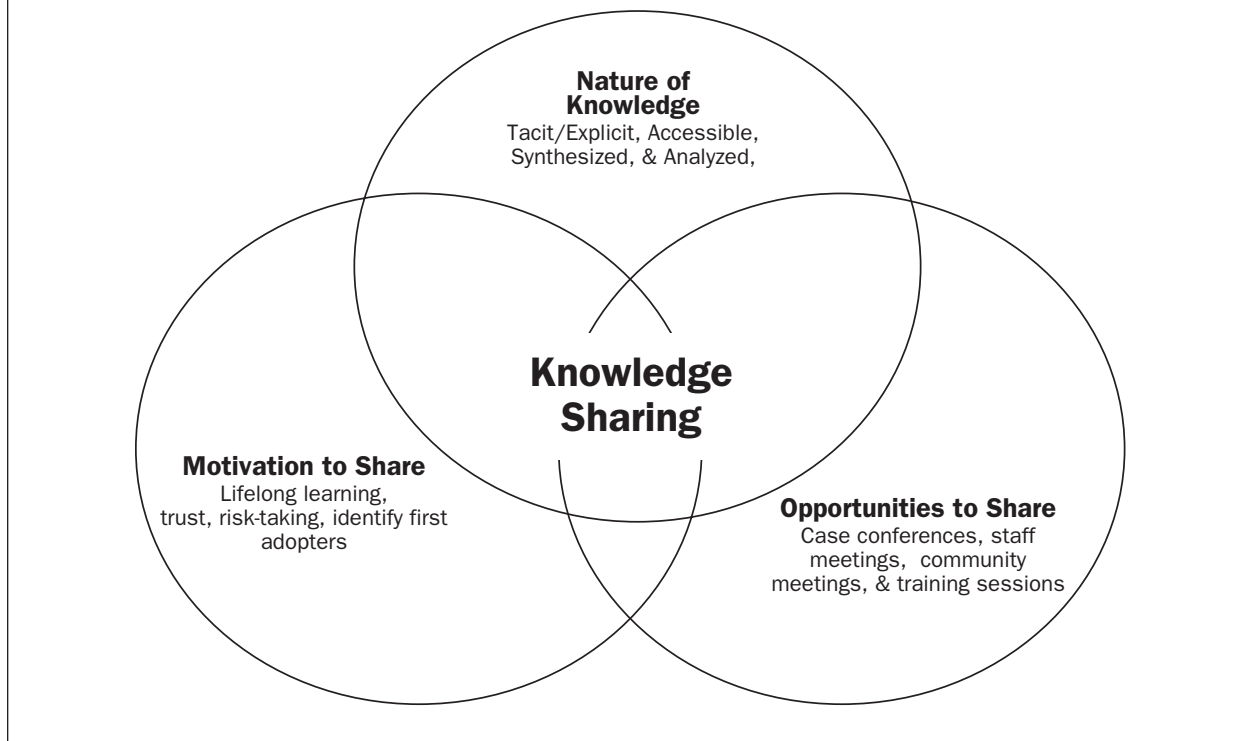 Nature of
Knowledge
Tacit/Explicit, Accessible,
Synthesized, & Analyzed,
Knowledge
Sharing
Motivation to Share
Lifelong learning,
trust, risk-taking, identify first
adopters
Opportunities to Share
Case conferences, staff
meetings,  community
meetings, & training sessions